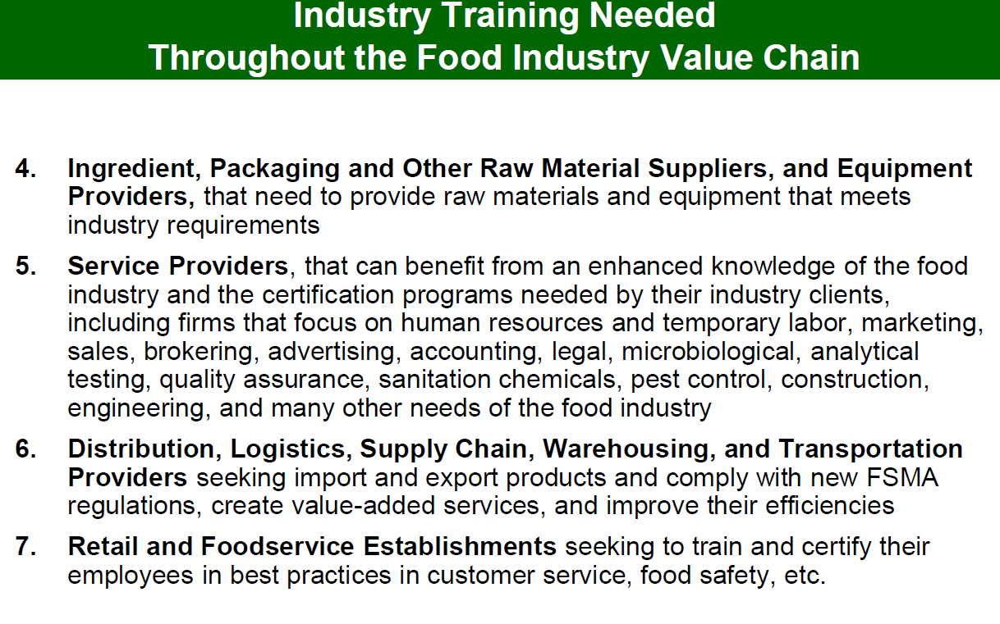 Industry Training Needed
Throughout the Food Industry Value Chain
4. Ingredient, Packaging and Other Raw Material Suppliers, and Equipment
Providers, that need to provide raw materials and equipment that meets
industry requirements
5. Service Providers, that can benefit from an enhanced knowledge of the food
industry and the certification programs needed by their industry clients,
including firms that focus on human resources and temporary labor, marketing,
sales, brokering, advertising, accounting, legal, microbiological, analytical
testing, quality assurance, sanitation chemicals, pest control, construction,
engineering, and many other needs of the food industry
6. Distribution, Logistics, Supply Chain, Warehousing, and Transportation
Providers seeking import and export products and comply with new FSMA
regulations, create value-added services, and improve their efficiencies
7. Retail and Foodservice Establishments seeking to train and certify their
employees in best practices in customer service, food safety, etc.